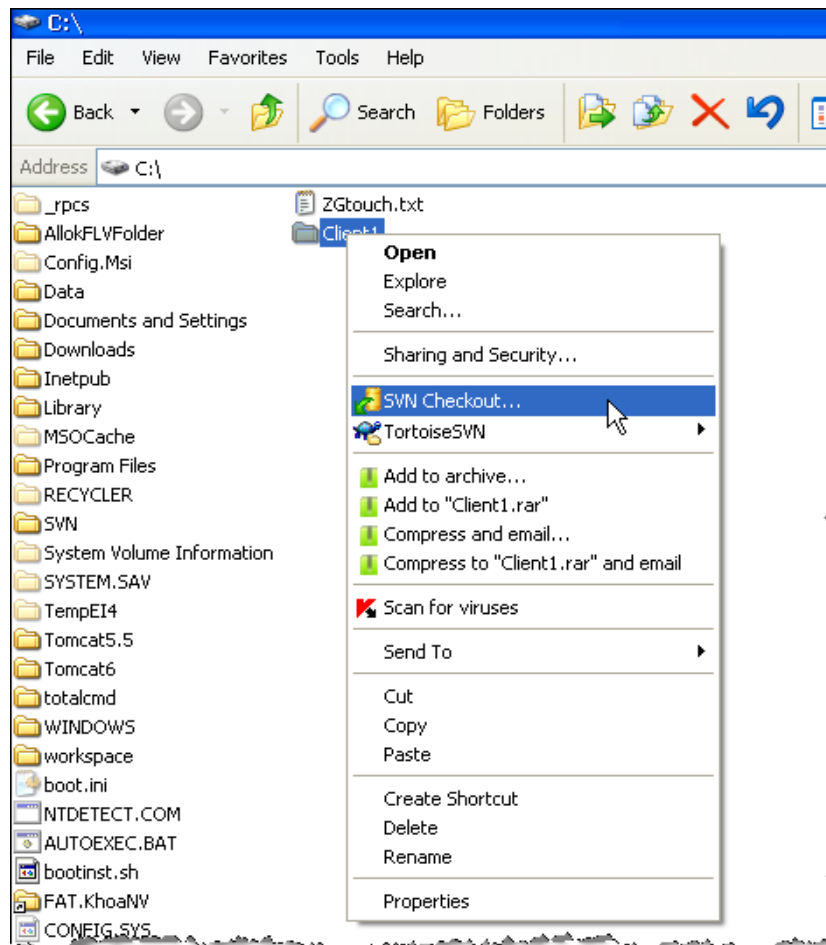 C:\
File Edit View Favorites Tools Help
Back Search Folders
Address C:\
_rpcs
AllokFLVFolder
Config.Msi
Data
Documents and Settings
Downloads
Inetpub
Library
MSOCache
Program Files
RECYCLER
SVN
System Volume Information
SYSTEM.SAV
TempEI4
Tomcat5.5
Tomcat6
totalcmd
WINDOWS
workspace
boot.ini
NTDETECT.COM
AUTOEXEC.BAT
bootinst.sh
FAT.KhoaNV
CONFIG.SYS
ZGtouch.txt
Client1
Open
Explore
Search...
Sharing and Security...
SVN Checkout...
TortoiseSVN
Add to archive...
Add to "Client1.rar"
Compress and email...
Compress to "Client1.rar" and email
Scan for viruses
Send To
Cut
Copy
Paste
Create Shortcut
Delete
Rename
Properties